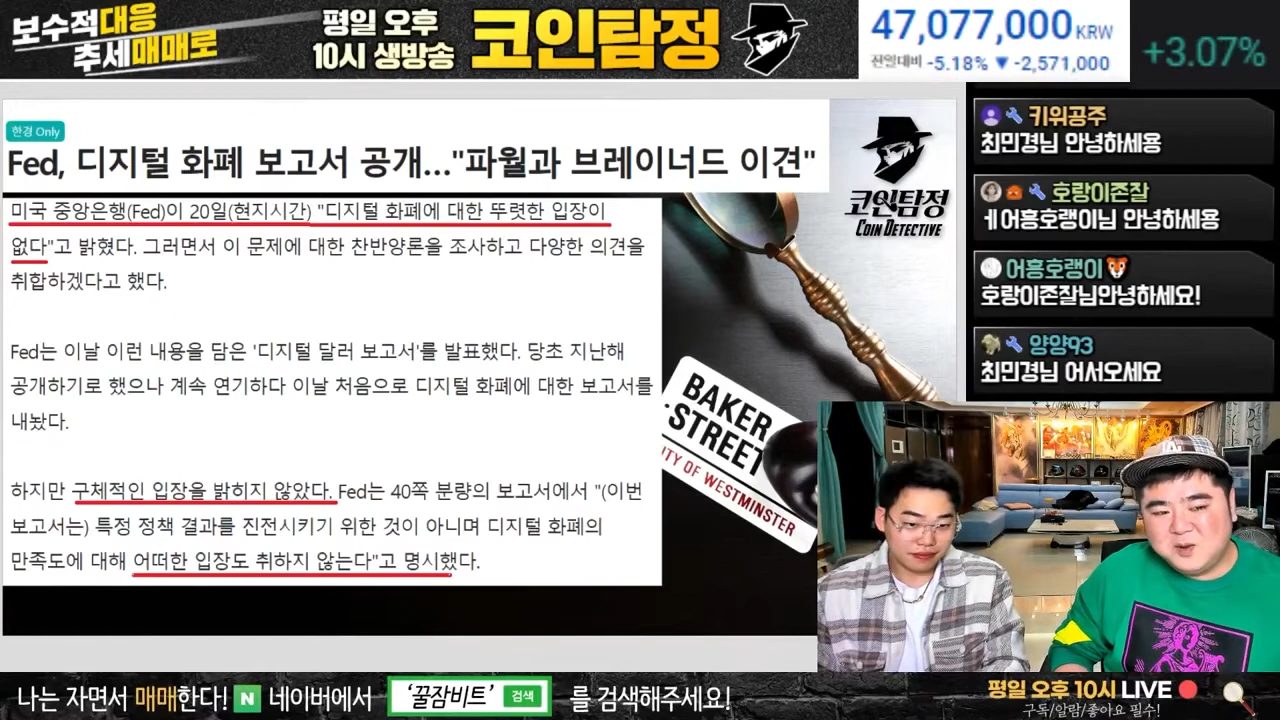 보수적대응
추세매매로
평일 오후
10시 생방송
코인탐정
47,077,000 KRW
전일대비 -5.18% ▼ -2,571,000
+3.07%
한경 Only
Fed, 디지털 화폐 보고서 공개..."파월과 브레이너드 이견"
미국 중앙은행(Fed)이 20일(현지시간) "디지털 화폐에 대한 뚜렷한 입장이
없다"고 밝혔다. 그러면서 이 문제에 대한 찬반양론을 조사하고 다양한 의견을
취합하겠다고 했다.
Fed는 이날 이런 내용을 담은 '디지털 달러 보고서'를 발표했다. 당초 지난해
공개하기로 했으나 계속 연기하다 이날 처음으로 디지털 화폐에 대한 보고서를
내놨다.
하지만 구체적인 입장을 밝히지 않았다. Fed는 40쪽 분량의 보고서에서 "(이번
보고서는) 특정 정책 결과를 진전시키기 위한 것이 아니며 디지털 화폐의
만족도에 대해 어떠한 입장도 취하지 않는다"고 명시했다.
코인탐정
COIN DETECTIVE
BAKER
STREET
CITY OF WESTMINSTER
키위공주
최민경님 안녕하세용
호랑이존잘
ㅔ어흥호랭이님 안녕하세용
어흥호랭이
호랑이존잘님안녕하세요!
양양93
최민경님 어서오세요
나는 자면서 매매한다! N 네이버에서 '꿀잠비트' 검색 를 검색해주세요!
평일 오후 10시 LIVE
구독/알람/좋아요 필수!